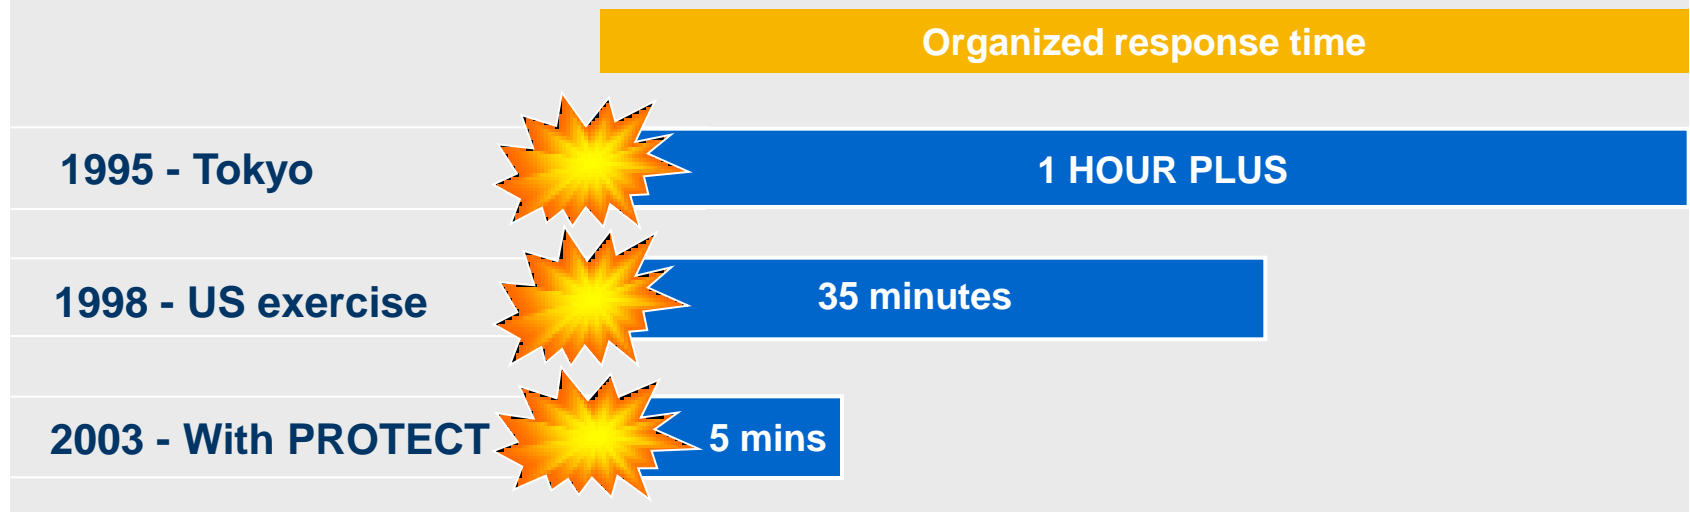 Organized response time
1995 - Tokyo
1 HOUR PLUS
1998 - US exercise
35 minutes
2003 - With PROTECT
5 mins